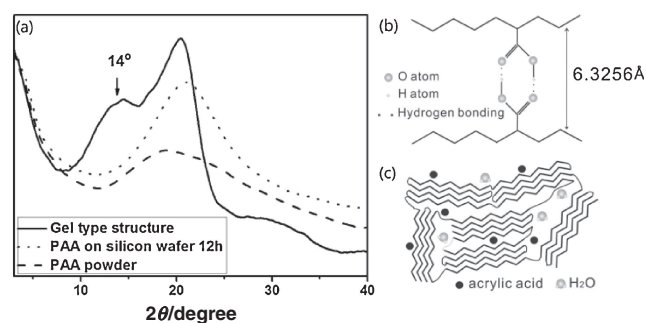 (a)
14°
Gel type structure
PAA on silicon wafer 12h
PAA powder
10 20 30 40
2θ/degree
(b)
O atom
H atom
Hydrogen bonding
6.3256Å
(c)
acrylic acid H2O